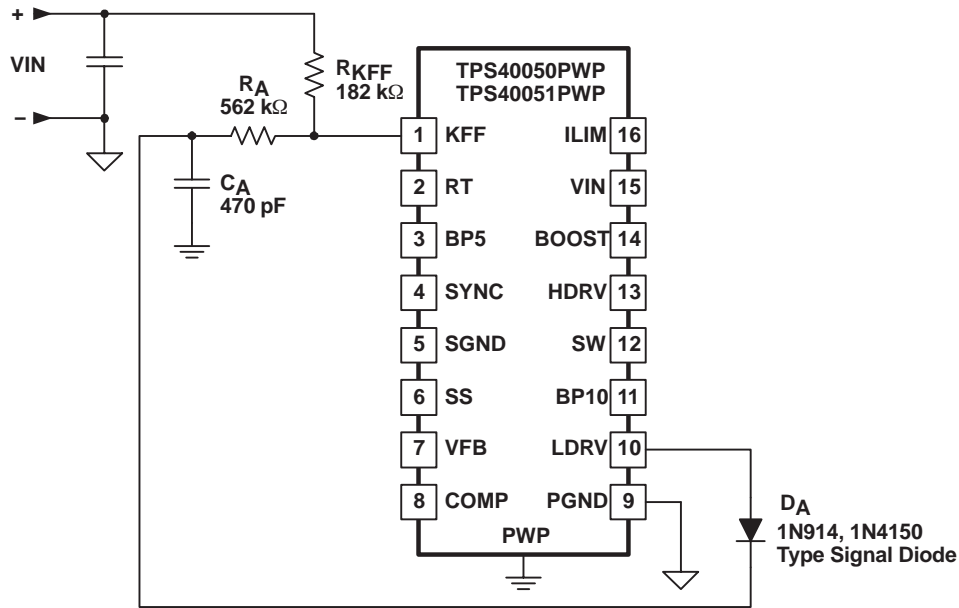 +
VIN
−
RA
562 kΩ
RKFF
182 kΩ
CA
470 pF
TPS40050PWP
TPS40051PWP
1 KFF ILIM 16
2 RT VIN 15
3 BP5 BOOST 14
4 SYNC HDRV 13
5 SGND SW 12
6 SS BP10 11
7 VFB LDRV 10
8 COMP PGND 9
PWP
DA
1N914, 1N4150
Type Signal Diode